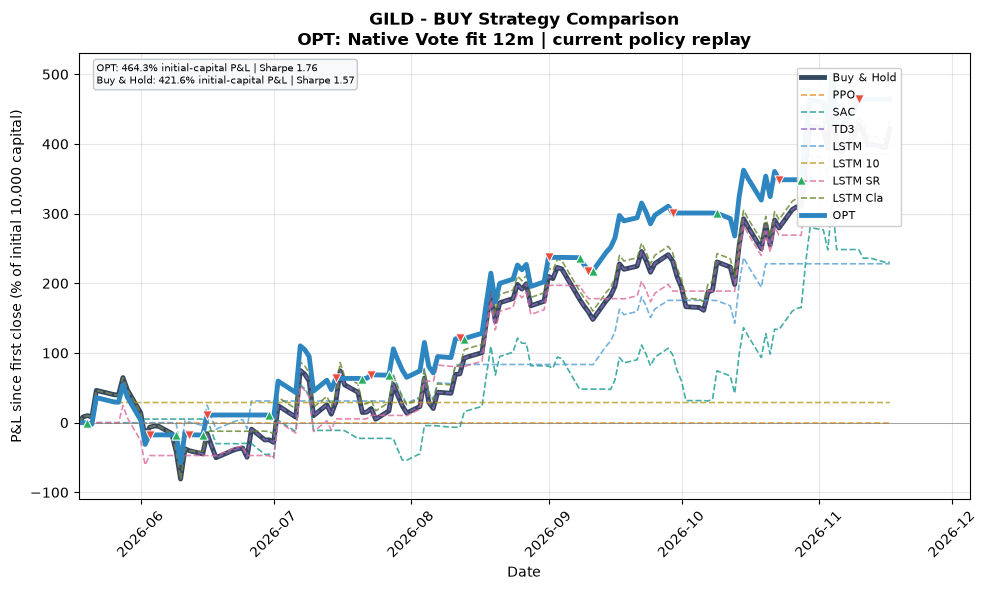 GILD - BUY Strategy Comparison
OPT: Native Vote fit 12m | current policy replay
OPT: 464.3% initial-capital P&L | Sharpe 1.76
Buy & Hold: 421.6% initial-capital P&L | Sharpe 1.57
Buy & Hold
PPO
SAC
TD3
LSTM
LSTM 10
LSTM SR
LSTM Cla
OPT
P&L since first close (% of initial 10,000 capital)
500
400
300
200
100
0
−100
2026-06
2026-07
2026-08
2026-09
2026-10
2026-11
2026-12
Date